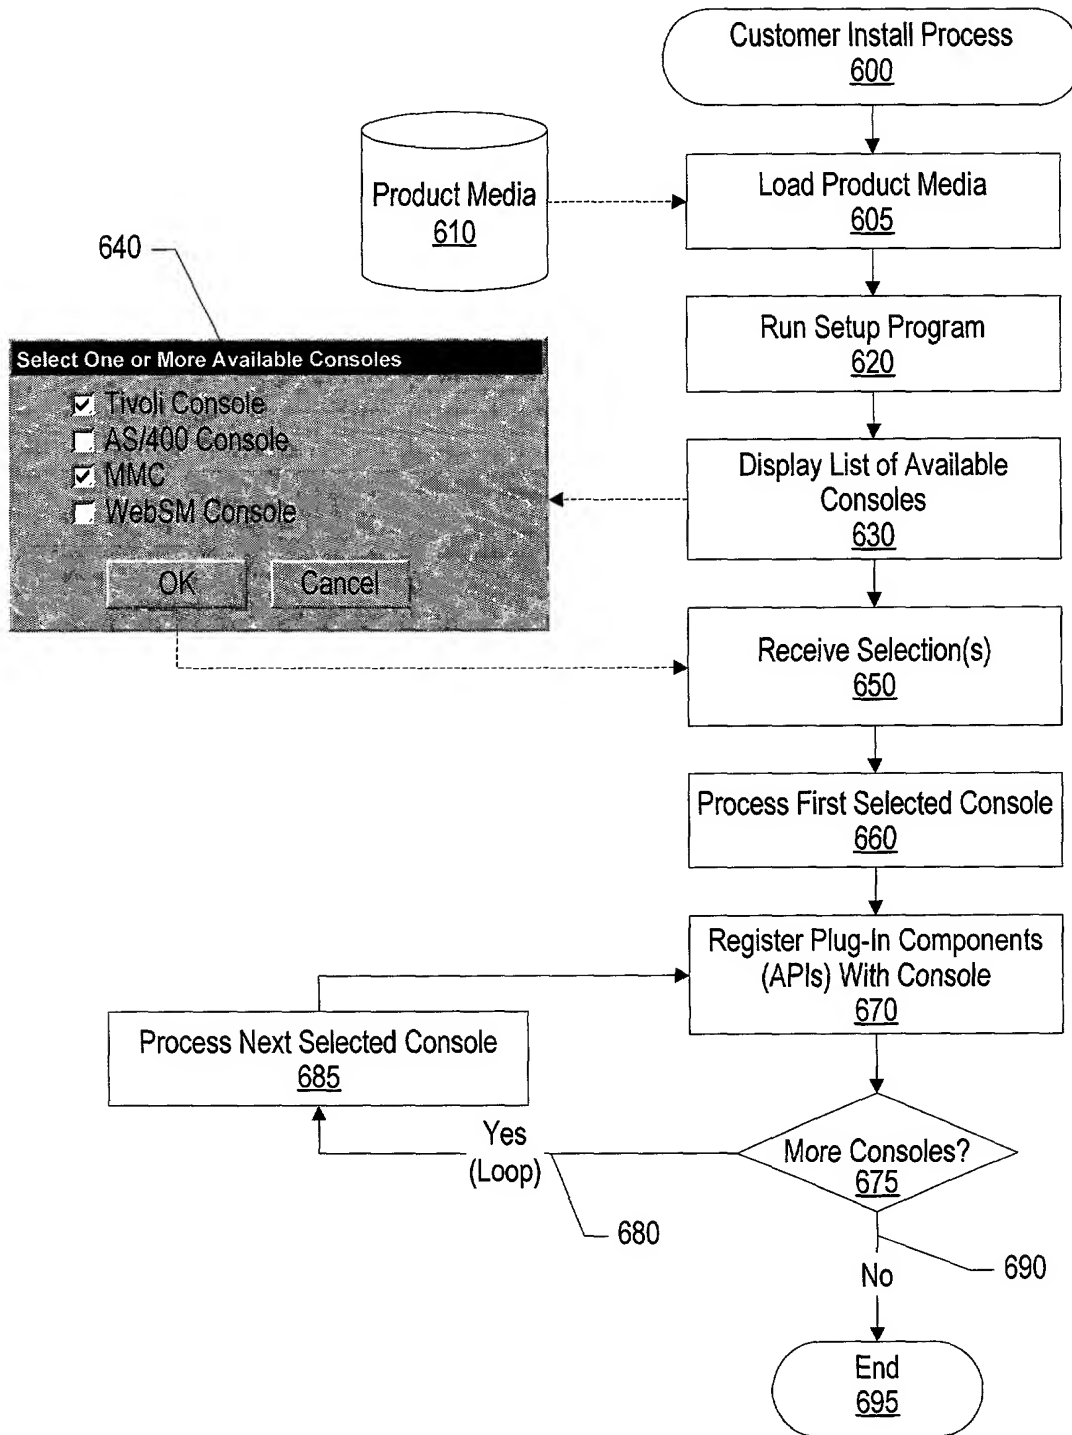 Customer Install Process
600
Product Media
610
Load Product Media
605
640
Run Setup Program
620
Select One or More Available Consoles
Tivoli Console
AS/400 Console
MMC
WebSM Console
OK
Cancel
Display List of Available
Consoles
630
Receive Selection(s)
650
Process First Selected Console
660
Register Plug-In Components
(APIs) With Console
670
Process Next Selected Console
685
Yes
(Loop)
More Consoles?
675
680
690
No
End
695